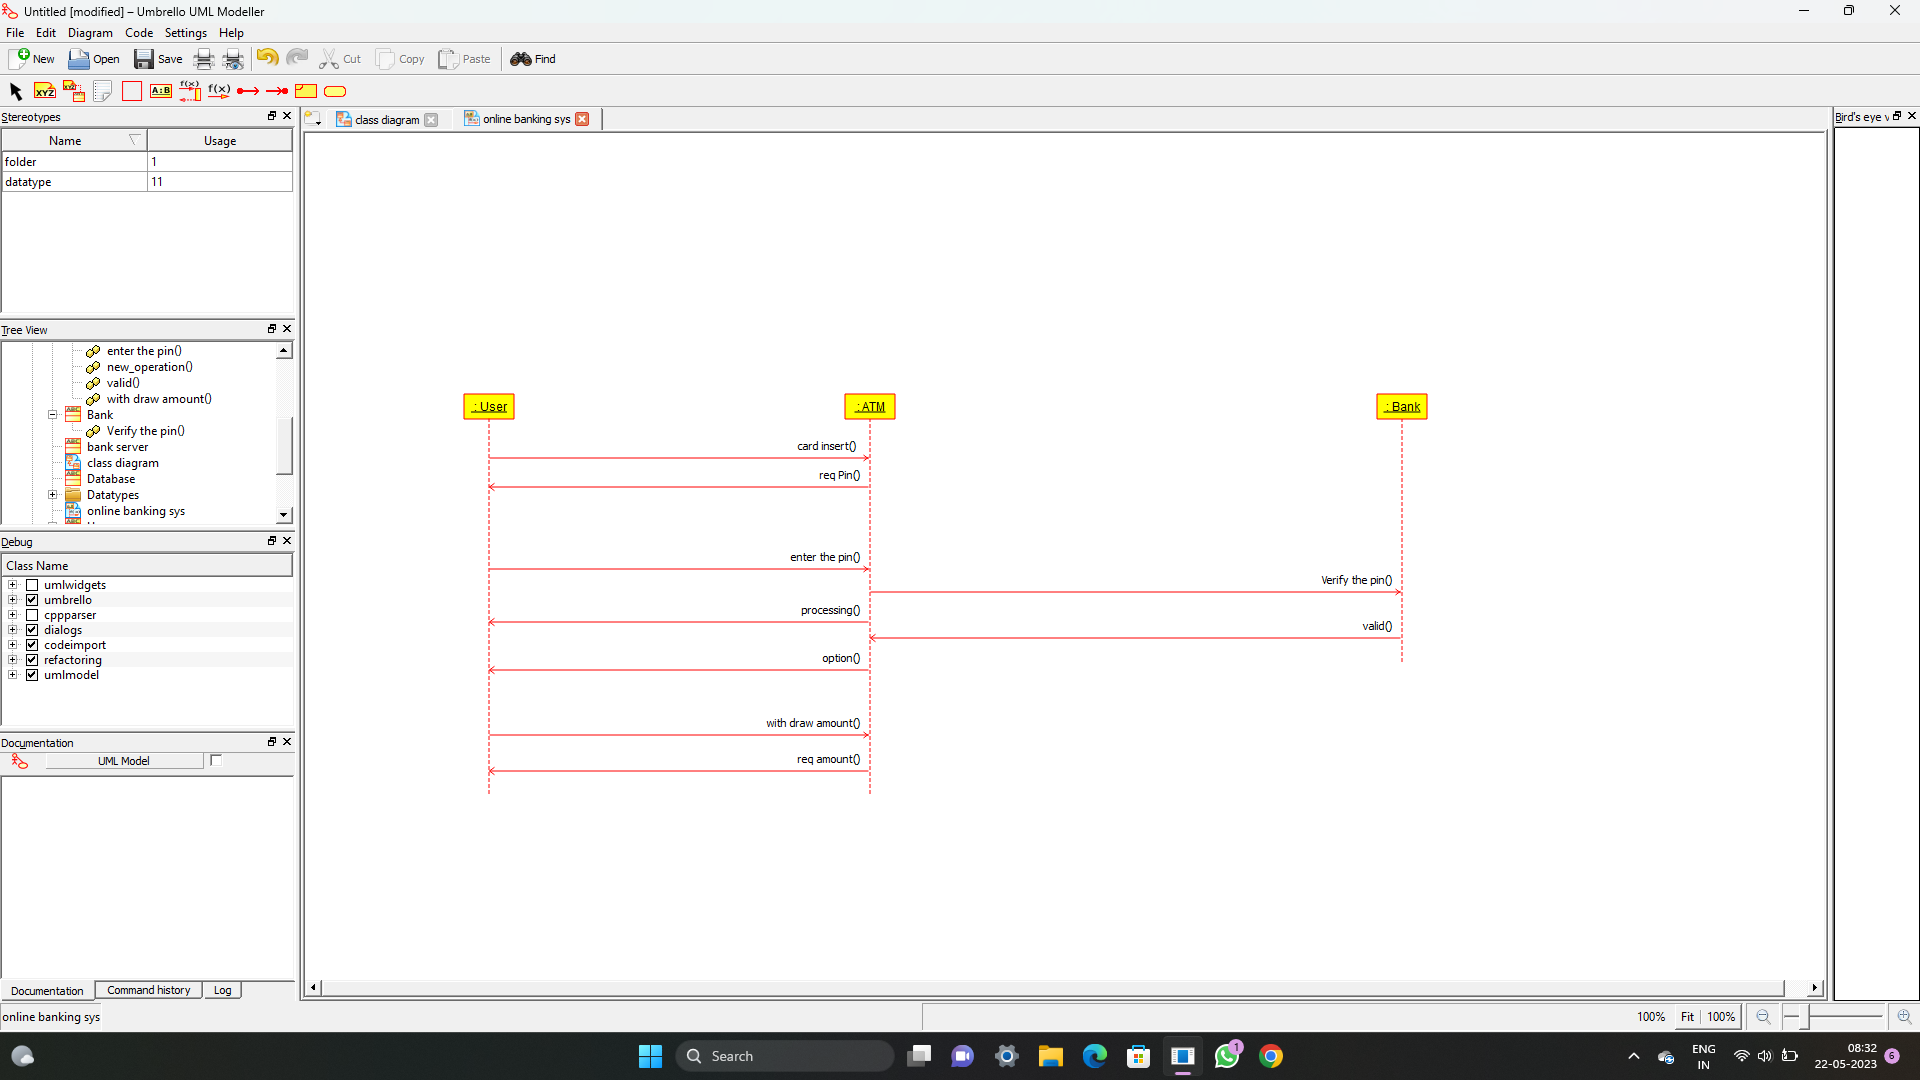 Untitled [modified] – Umbrello UML Modeller
File Edit Diagram Code Settings Help
New Open Save Cut Copy Paste Find
XYZ XYZ A:B f(x) f(x)
Stereotypes
Name Usage
folder 1
datatype 11
Tree View
enter the pin()
new_operation()
valid()
with draw amount()
Bank
Verify the pin()
bank server
class diagram
Database
Datatypes
online banking sys
Debug
Class Name
umlwidgets
umbrello
cppparser
dialogs
codeimport
refactoring
umlmodel
Documentation
UML Model
Documentation Command history Log
online banking sys
class diagram online banking sys
Bird's eye v
: User : ATM : Bank
card insert()
req Pin()
enter the pin()
Verify the pin()
processing()
valid()
option()
with draw amount()
req amount()
100% Fit 100%
Search
1
ENG
IN
08:32
22-05-2023
6